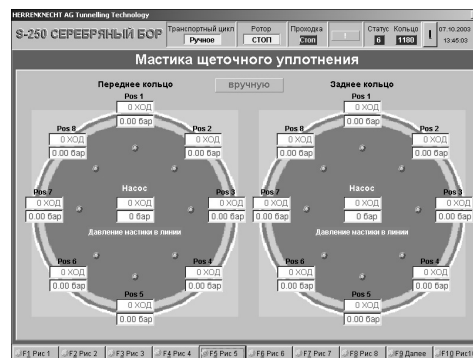 HERRENKNECHT AG Tunnelling Technology
S-250 СЕРЕБРЯНЫЙ БОР
Транспортный цикл
Ручное
Ротор
СТОП
Проходка
Стоп
1
Статус Кольцо
6 1180
I
07.10.2003
13:45:03
Мастика щеточного уплотнения
Переднее кольцо
вручную
Заднее кольцо
Pos 1
0 ХОД
0.00 бар
Pos 8
0 ХОД
0.00 бар
Pos 2
0 ХОД
0.00 бар
Pos 7
0 ХОД
0.00 бар
Насос
0 ХОД
0 бар
Pos 3
0 ХОД
0.00 бар
Давление мастики в линии
Pos 6
0 ХОД
0.00 бар
Pos 4
0 ХОД
0.00 бар
Pos 5
0 ХОД
0.00 бар
Pos 1
0 ХОД
0.00 бар
Pos 8
0 ХОД
0.00 бар
Pos 2
0 ХОД
0.00 бар
Pos 7
0 ХОД
0.00 бар
Насос
0 ХОД
0 бар
Pos 3
0 ХОД
0.00 бар
Давление мастики в линии
Pos 6
0 ХОД
0.00 бар
Pos 4
0 ХОД
0.00 бар
Pos 5
0 ХОД
0.00 бар
F1 Рис 1 F2 Рис 2 F3 Рис 3 F4 Рис 4 F5 Рис 5 F6 Рис 6 F7 Рис 7 F8 Рис 8 F9 Далее F10 Рис1